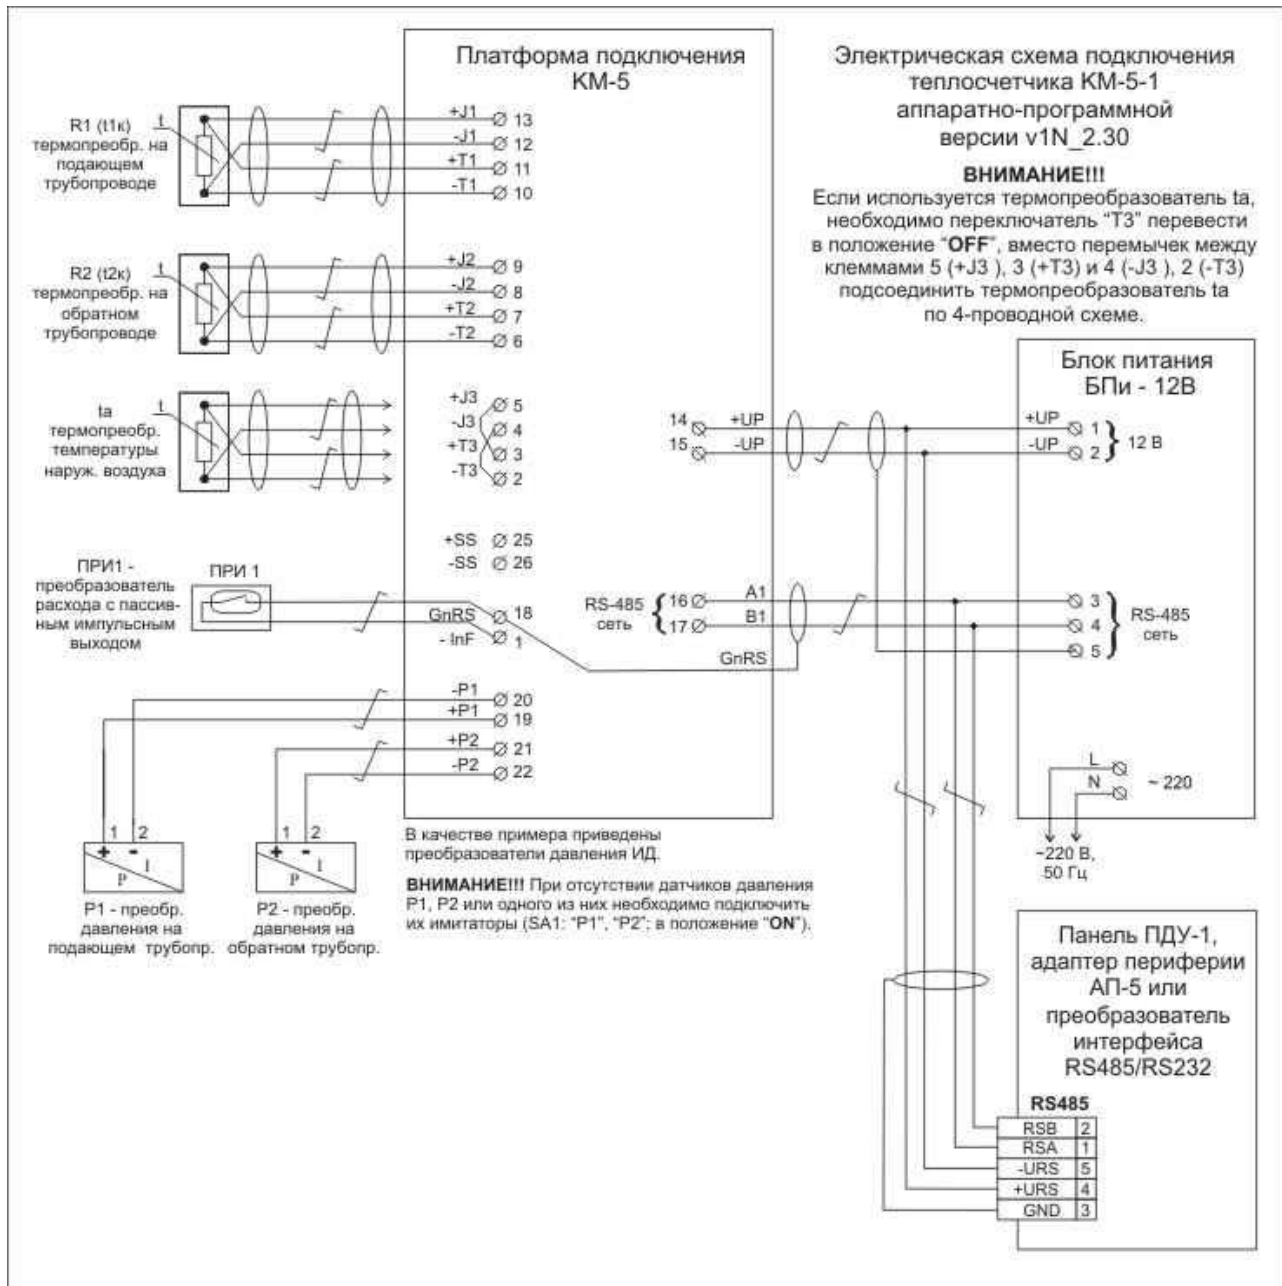 Платформа подключения
КМ-5
Электрическая схема подключения
теплосчетчика КМ-5-1
аппаратно-программной
версии v1N_2.30
ВНИМАНИЕ!!!
Если используется термопреобразователь ta,
необходимо переключатель "Т3" перевести
в положение "OFF", вместо перемычек между
клеммами 5 (+J3 ), 3 (+T3) и 4 (-J3 ), 2 (-T3)
подсоединить термопреобразователь ta
по 4-проводной схеме.
R1 (t1к)
термопреобр. на
подающем
трубопроводе
t
+J1 13
-J1 12
+T1 11
-T1 10
R2 (t2к)
термопреобр. на
обратном
трубопроводе
t
+J2 9
-J2 8
+T2 7
-T2 6
ta
термопреобр.
температуры
наруж. воздуха
t
+J3 5
-J3 4
+T3 3
-T3 2
+SS 25
-SS 26
ПРИ1 -
преобразователь
расхода с пассив-
ным импульсным
выходом
ПРИ 1
GnRS 18
- InF 1
-P1 20
+P1 19
+P2 21
-P2 22
14 +UP
15 -UP
RS-485
сеть
16 A1
17 B1
GnRS
Блок питания
БПи - 12В
+UP 1
-UP 2
12 В
3
4
5
RS-485
сеть
L
N
~ 220
~220 В,
50 Гц
1 2
+ -
P I
P1 - преобр.
давления на
подающем трубопр.
1 2
+ -
P I
P2 - преобр.
давления на
обратном трубопр.
В качестве примера приведены
преобразователи давления ИД.
ВНИМАНИЕ!!! При отсутствии датчиков давления
P1, P2 или одного из них необходимо подключить
их имитаторы (SA1: "P1", "P2": в положение "ON").
Панель ПДУ-1,
адаптер периферии
АП-5 или
преобразователь
интерфейса
RS485/RS232
RS485
RSB 2
RSA 1
-URS 5
+URS 4
GND 3